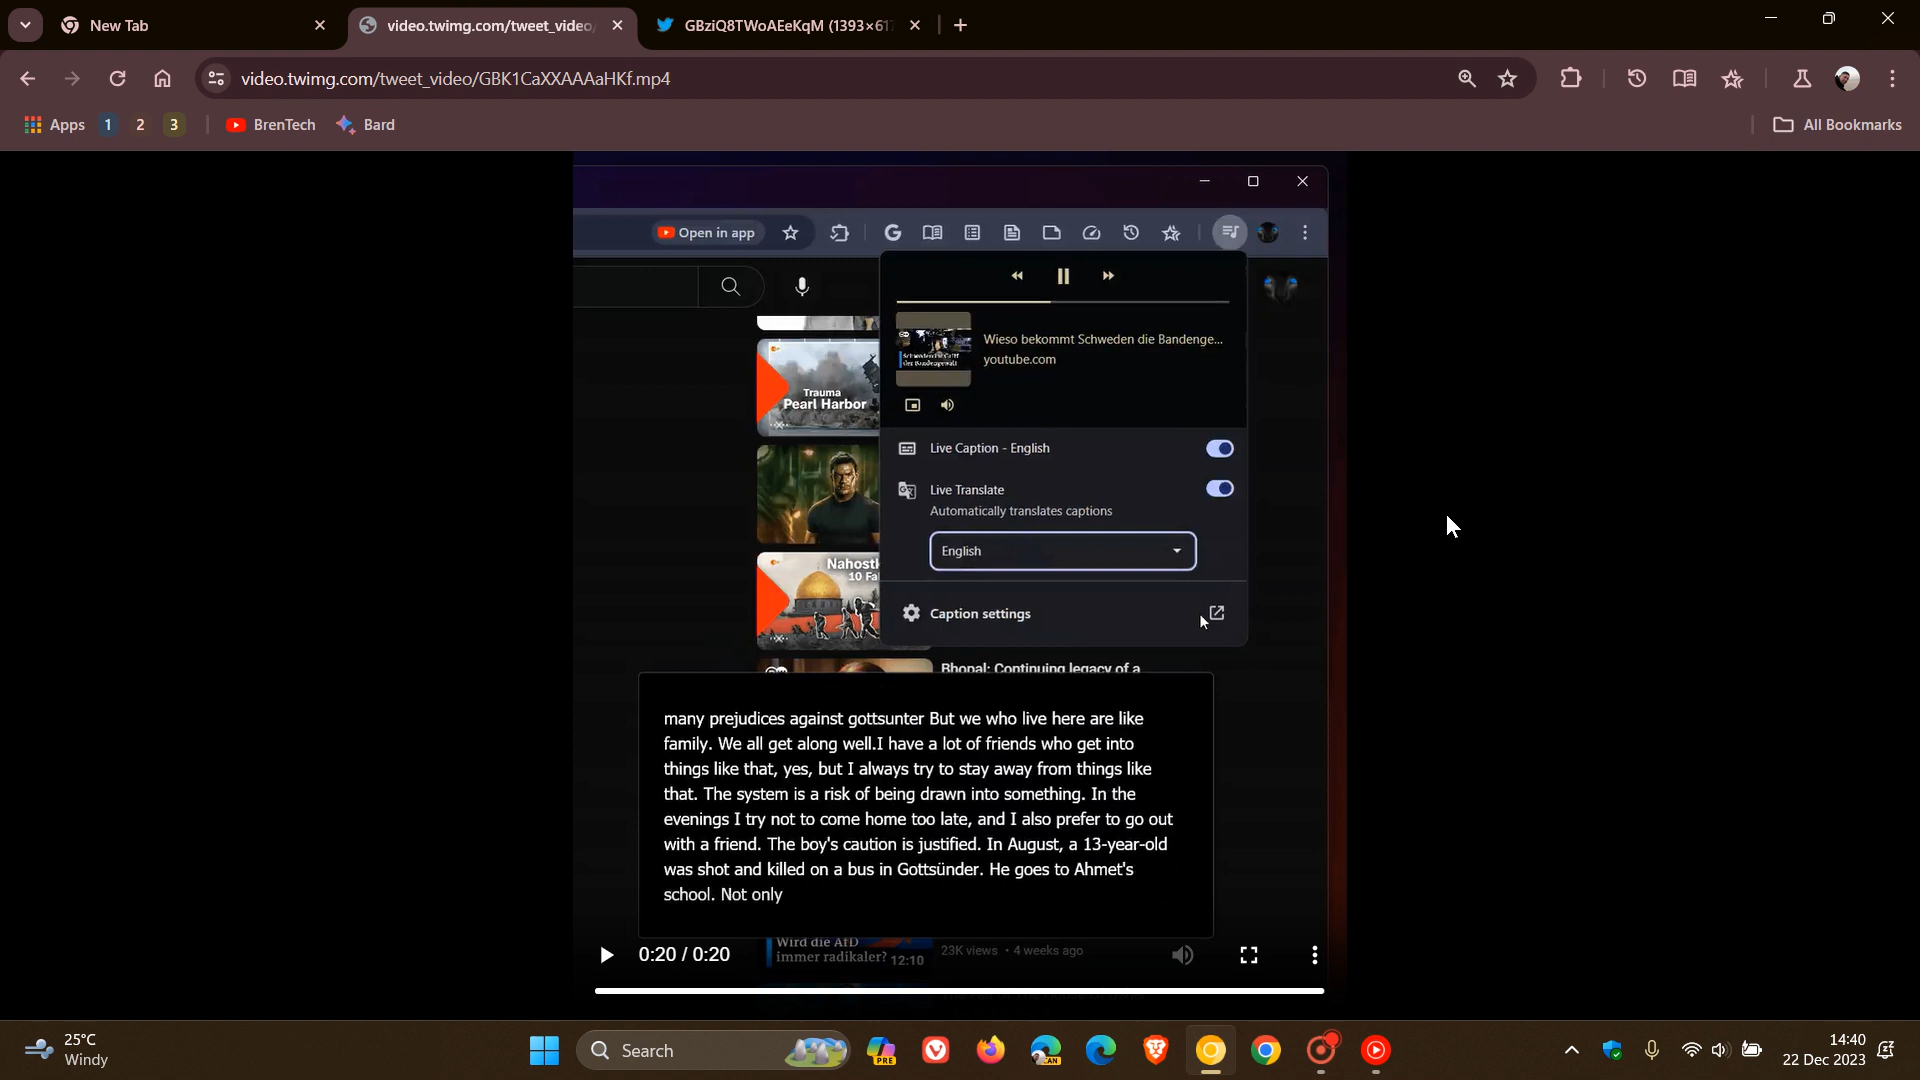 New Tab
video.twimg.com/tweet_video/
GBziQ8TWoAEeKqM (1393×617
video.twimg.com/tweet_video/GBK1CaXXAAAaHKf.mp4
Apps
1
2
3
BrenTech
Bard
All Bookmarks
Open in app
Wieso bekommt Schweden die Bandenge...
youtube.com
Trauma
Pearl Harbor
Live Caption - English
Live Translate
Automatically translates captions
English
Nahost
10 Fa
Caption settings
Bhopal: Continuing legacy of a
many prejudices against gottsunter But we who live here are like
family. We all get along well.I have a lot of friends who get into
things like that, yes, but I always try to stay away from things like
that. The system is a risk of being drawn into something. In the
evenings I try not to come home too late, and I also prefer to go out
with a friend. The boy's caution is justified. In August, a 13-year-old
was shot and killed on a bus in Gottsünder. He goes to Ahmet's
school. Not only
Wird die AfD
immer radikaler?
12:10
23K views • 4 weeks ago
0:20 / 0:20
25°C
Windy
Search
PRE
CAN
14:40
22 Dec 2023